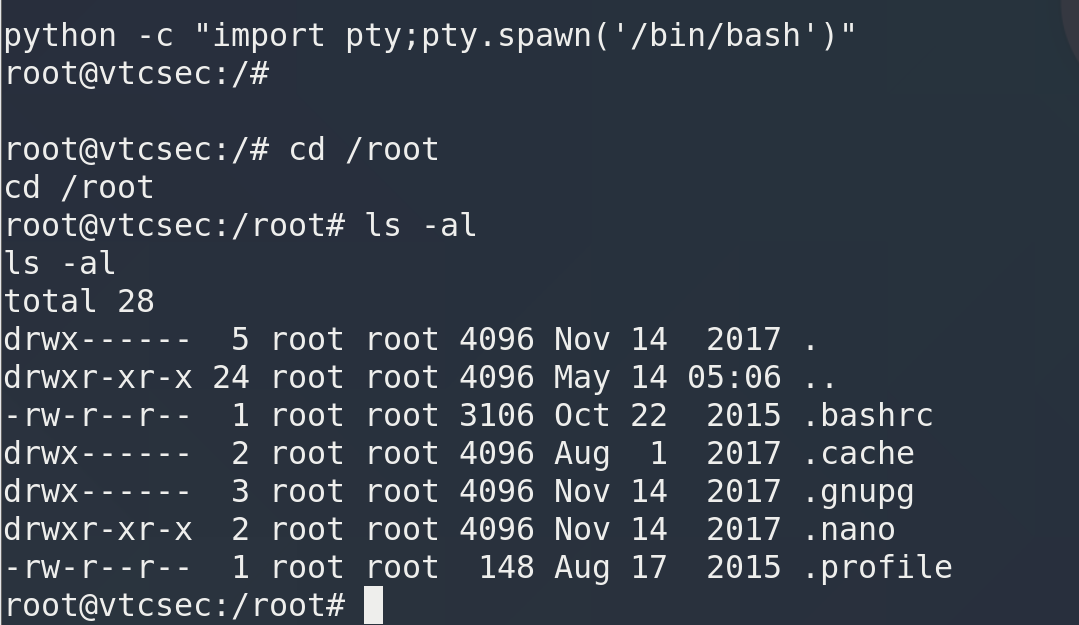 python -c "import pty;pty.spawn('/bin/bash')"
root@vtcsec:/#
root@vtcsec:/# cd /root
cd /root
root@vtcsec:/root# ls -al
ls -al
total 28
drwx------  5 root root 4096 Nov 14  2017 .
drwxr-xr-x 24 root root 4096 May 14 05:06 ..
-rw-r--r--  1 root root 3106 Oct 22  2015 .bashrc
drwx------  2 root root 4096 Aug  1  2017 .cache
drwx------  3 root root 4096 Nov 14  2017 .gnupg
drwxr-xr-x  2 root root 4096 Nov 14  2017 .nano
-rw-r--r--  1 root root  148 Aug 17  2015 .profile
root@vtcsec:/root#